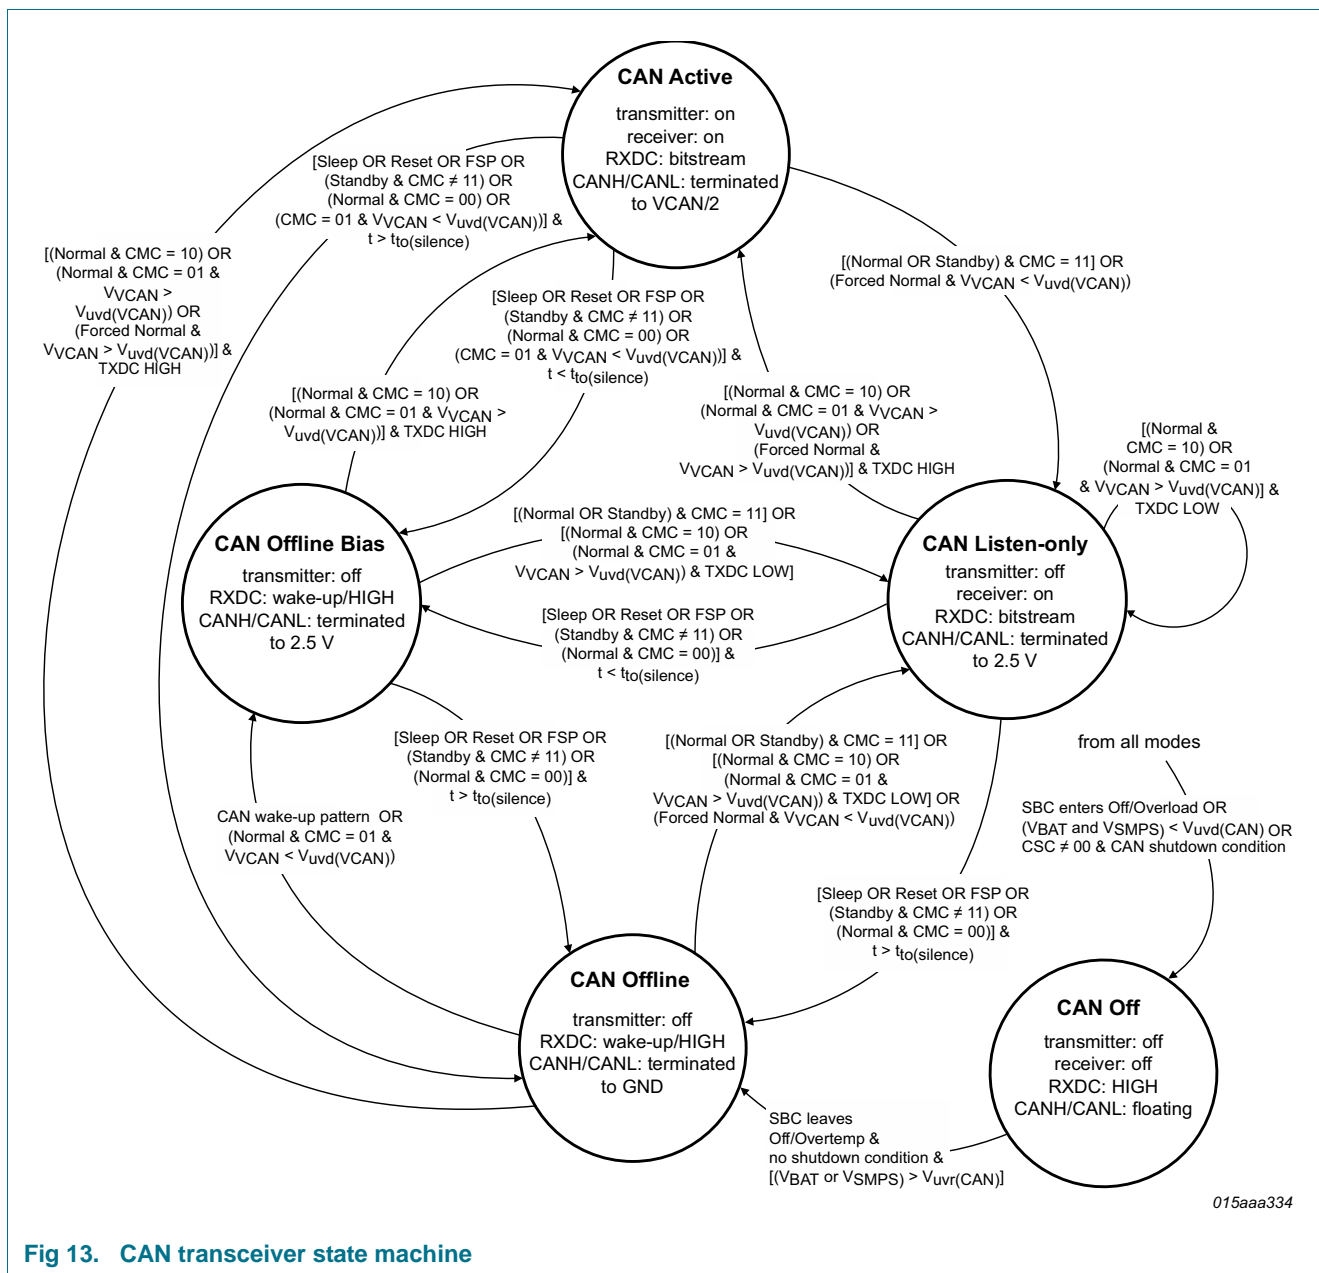 CAN Active
transmitter: on
receiver: on
RXDC: bitstream
CANH/CANL: terminated
to VCAN/2
[Sleep OR Reset OR FSP OR
(Standby & CMC ≠ 11) OR
(Normal & CMC = 00) OR
(CMC = 01 & VVCAN < Vuvd(VCAN))] &
t > tto(silence)
[(Normal & CMC = 10) OR
(Normal & CMC = 01 &
VVCAN >
Vuvd(VCAN)) OR
(Forced Normal &
VVCAN > Vuvd(VCAN))] &
TXDC HIGH
[(Normal OR Standby) & CMC = 11] OR
(Forced Normal & VVCAN < Vuvd(VCAN))
[Sleep OR Reset OR FSP OR
(Standby & CMC ≠ 11) OR
(Normal & CMC = 00) OR
(CMC = 01 & VVCAN < Vuvd(VCAN))] &
t < tto(silence)
[(Normal & CMC = 10) OR
(Normal & CMC = 01 & VVCAN >
Vuvd(VCAN))] & TXDC HIGH
[(Normal & CMC = 10) OR
(Normal & CMC = 01 & VVCAN >
Vuvd(VCAN)) OR
(Forced Normal &
VVCAN > Vuvd(VCAN))] & TXDC HIGH
[(Normal &
CMC = 10) OR
(Normal & CMC = 01
& VVCAN > Vuvd(VCAN)] &
TXDC LOW
CAN Offline Bias
transmitter: off
RXDC: wake-up/HIGH
CANH/CANL: terminated
to 2.5 V
[(Normal OR Standby) & CMC = 11] OR
[(Normal & CMC = 10) OR
(Normal & CMC = 01 &
VVCAN > Vuvd(VCAN)) & TXDC LOW]
CAN Listen-only
transmitter: off
receiver: on
RXDC: bitstream
CANH/CANL: terminated
to 2.5 V
[Sleep OR Reset OR FSP OR
(Standby & CMC ≠ 11) OR
(Normal & CMC = 00)] &
t < tto(silence)
[Sleep OR Reset OR FSP OR
(Standby & CMC ≠ 11) OR
(Normal & CMC = 00)] &
t > tto(silence)
[(Normal OR Standby) & CMC = 11] OR
[(Normal & CMC = 10) OR
(Normal & CMC = 01 &
VVCAN > Vuvd(VCAN)) & TXDC LOW] OR
(Forced Normal & VVCAN < Vuvd(VCAN))
from all modes
SBC enters Off/Overload OR
(VBAT and VSMPS) < Vuvd(CAN) OR
CSC ≠ 00 & CAN shutdown condition
CAN wake-up pattern OR
(Normal & CMC = 01 &
VVCAN < Vuvd(VCAN))
[Sleep OR Reset OR FSP OR
(Standby & CMC ≠ 11) OR
(Normal & CMC = 00)] &
t > tto(silence)
CAN Offline
transmitter: off
RXDC: wake-up/HIGH
CANH/CANL: terminated
to GND
CAN Off
transmitter: off
receiver: off
RXDC: HIGH
CANH/CANL: floating
SBC leaves
Off/Overtemp &
no shutdown condition &
[(VBAT or VSMPS) > Vuvr(CAN)]
015aaa334
Fig 13. CAN transceiver state machine